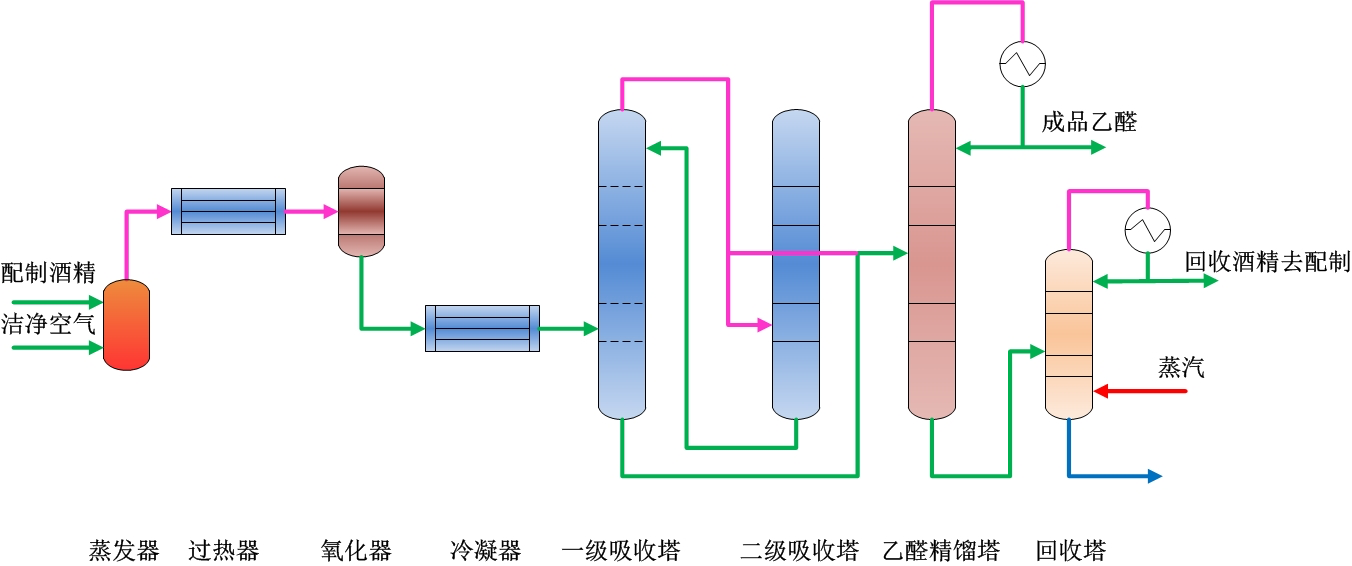 成品乙醛
配制酒精
回收酒精去配制
洁净空气
蒸汽
蒸发器 过热器 氧化器 冷凝器 一级吸收塔 二级吸收塔 乙醛精馏塔 回收塔